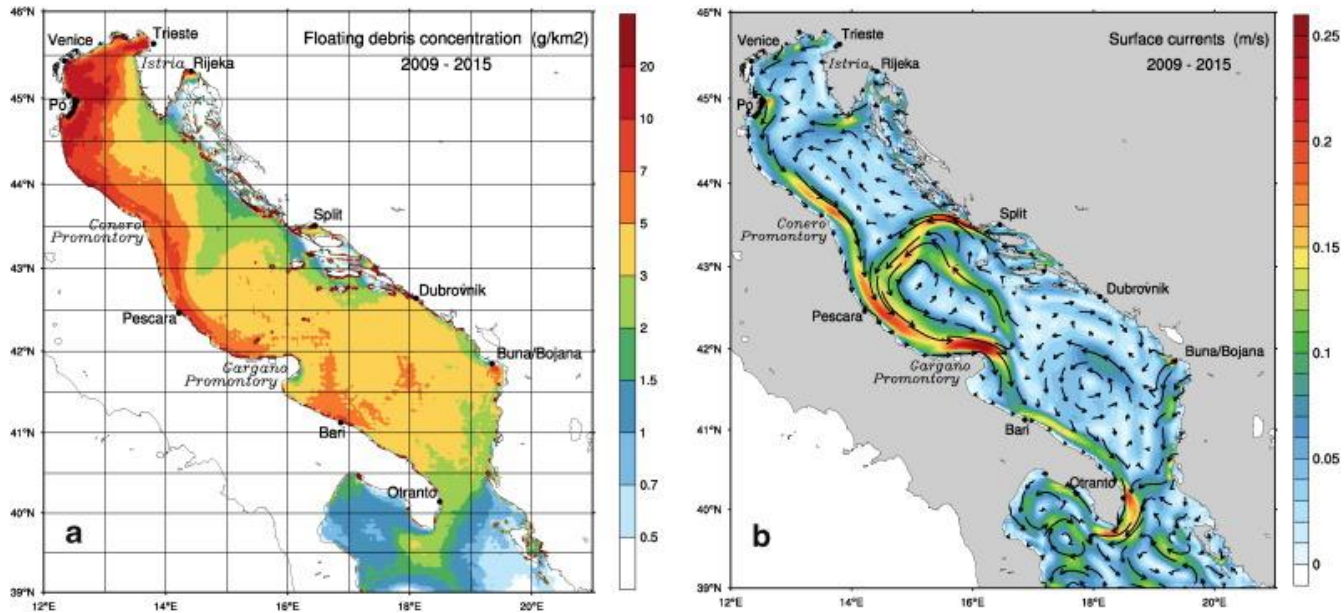 Floating debris concentration (g/km2)
2009 - 2015
Venice
Trieste
Istria
Rijeka
Po
Conero
Promontory
Split
Dubrovnik
Pescara
Buna/Bojana
Gargano
Promontory
Bari
Otranto
a
46°N
45°N
44°N
43°N
42°N
41°N
40°N
39°N
12°E
14°E
16°E
18°E
20°E
20
10
7
5
3
2
1.5
1
0.7
0.5
Surface currents (m/s)
2009 - 2015
Venice
Trieste
Istria
Rijeka
Po
Conero
Promontory
Split
Dubrovnik
Pescara
Buna/Bojana
Gargano
Promontory
Bari
Otranto
b
46°N
45°N
44°N
43°N
42°N
41°N
40°N
39°N
12°E
14°E
16°E
18°E
20°E
0.25
0.2
0.15
0.1
0.05
0